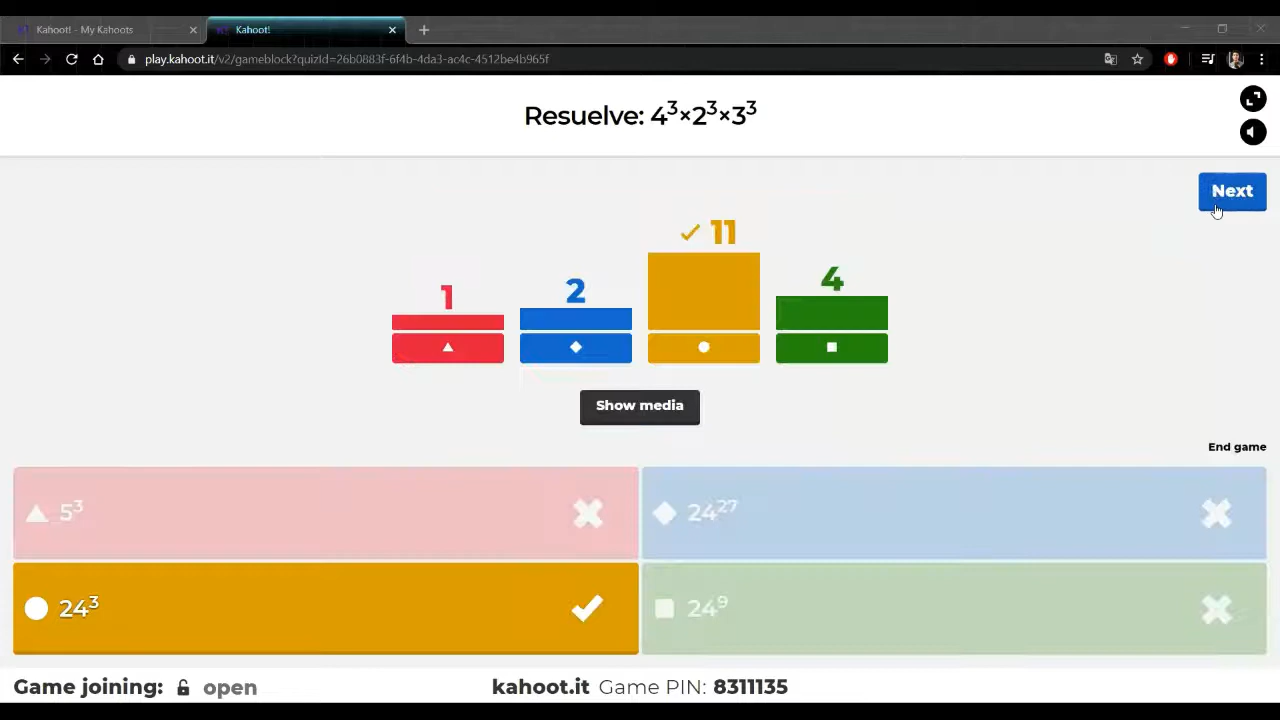 Kahoot! - My Kahoots
Kahoot!
play.kahoot.it/v2/gameblock?quizId=26b0883f-6f4b-4da3-ac4c-4512be4b965f
Resuelve: 4³×2³×3³
Next
1
2
11
4
Show media
End game
5³
24²⁷
24³
24⁹
Game joining: open
kahoot.it Game PIN: 8311135